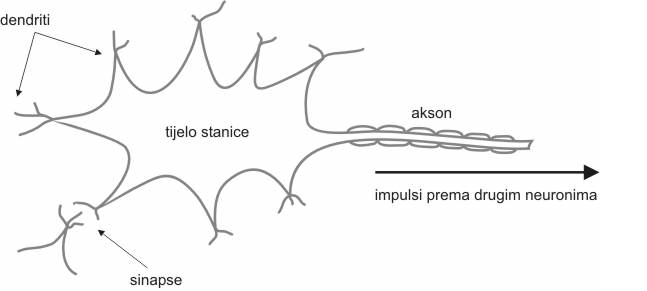 dendriti
tijelo stanice
akson
impulsi prema drugim neuronima
sinapse